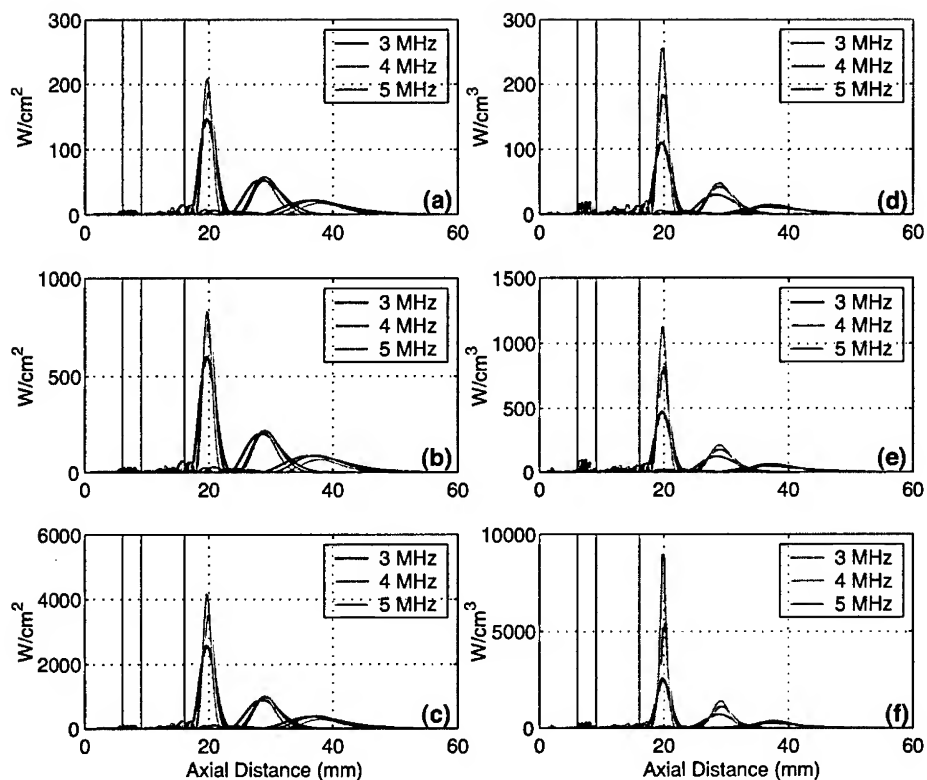 300
200
100
0
W/cm²
0 20 40 60
3 MHz
4 MHz
5 MHz
(a)
300
200
100
0
W/cm³
0 20 40 60
3 MHz
4 MHz
5 MHz
(d)
1000
500
0
W/cm²
0 20 40 60
3 MHz
4 MHz
5 MHz
(b)
1500
1000
500
0
W/cm³
0 20 40 60
3 MHz
4 MHz
5 MHz
(e)
6000
4000
2000
0
W/cm²
0 20 40 60
Axial Distance (mm)
3 MHz
4 MHz
5 MHz
(c)
10000
5000
0
W/cm³
0 20 40 60
Axial Distance (mm)
3 MHz
4 MHz
5 MHz
(f)